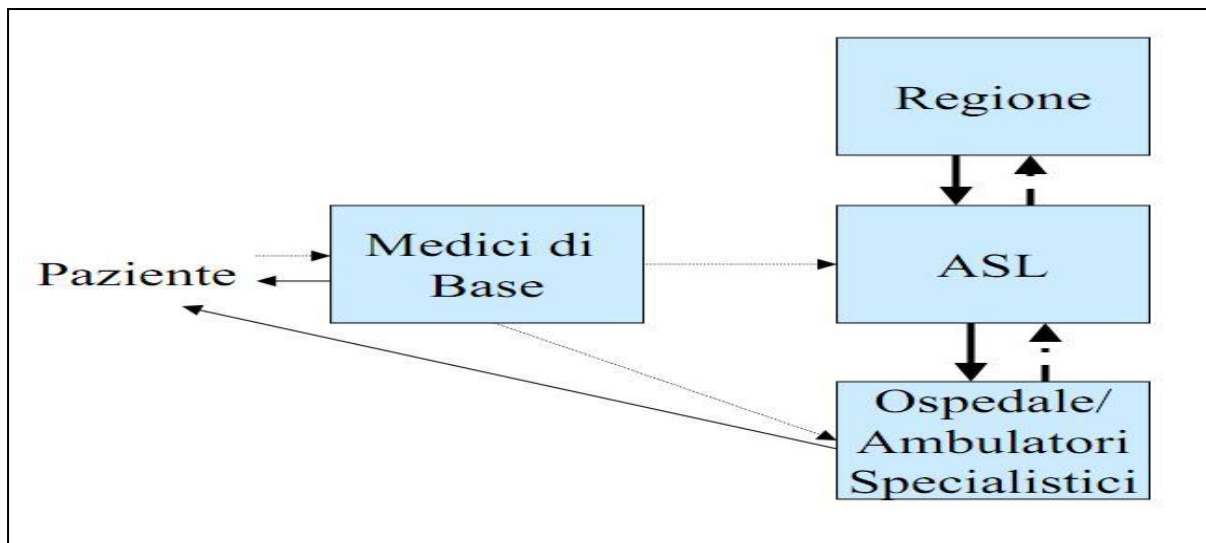 Regione
Medici di
Base
Paziente
ASL
Ospedale/
Ambulatori
Specialistici